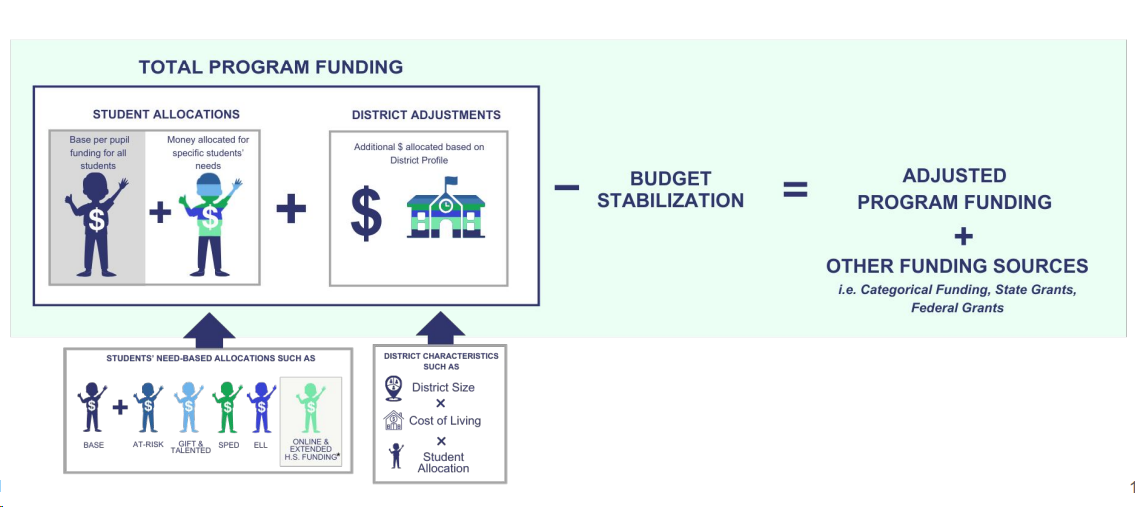 TOTAL PROGRAM FUNDING
STUDENT ALLOCATIONS
Base per pupil
funding for all
students
$
+
Money allocated for
specific students'
needs
$
+
DISTRICT ADJUSTMENTS
Additional $ allocated based on
District Profile
$
–
BUDGET
STABILIZATION
=
ADJUSTED
PROGRAM FUNDING
+
OTHER FUNDING SOURCES
i.e. Categorical Funding, State Grants,
Federal Grants
STUDENTS' NEED-BASED ALLOCATIONS SUCH AS
$ + $ $ $ $ $
BASE
AT-RISK
GIFT &
TALENTED
SPED
ELL
ONLINE &
EXTENDED
H.S. FUNDING*
DISTRICT CHARACTERISTICS
SUCH AS
District Size
×
Cost of Living
×
Student
Allocation
1